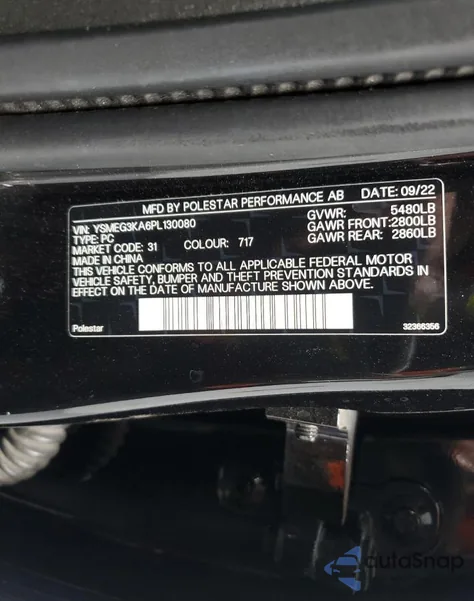 MFD BY POLESTAR PERFORMANCE AB DATE: 09/22
VIN: YSMEG3KA6PL130080 GVWR: 5480LB
TYPE: PC GAWR FRONT: 2800LB
MARKET CODE: 31 COLOUR: 717 GAWR REAR: 2860LB
MADE IN CHINA
THIS VEHICLE CONFORMS TO ALL APPLICABLE FEDERAL MOTOR
VEHICLE SAFETY, BUMPER AND THEFT PREVENTION STANDARDS IN
EFFECT ON THE DATE OF MANUFACTURE SHOWN ABOVE.
Polestar 32366356
autoSnap